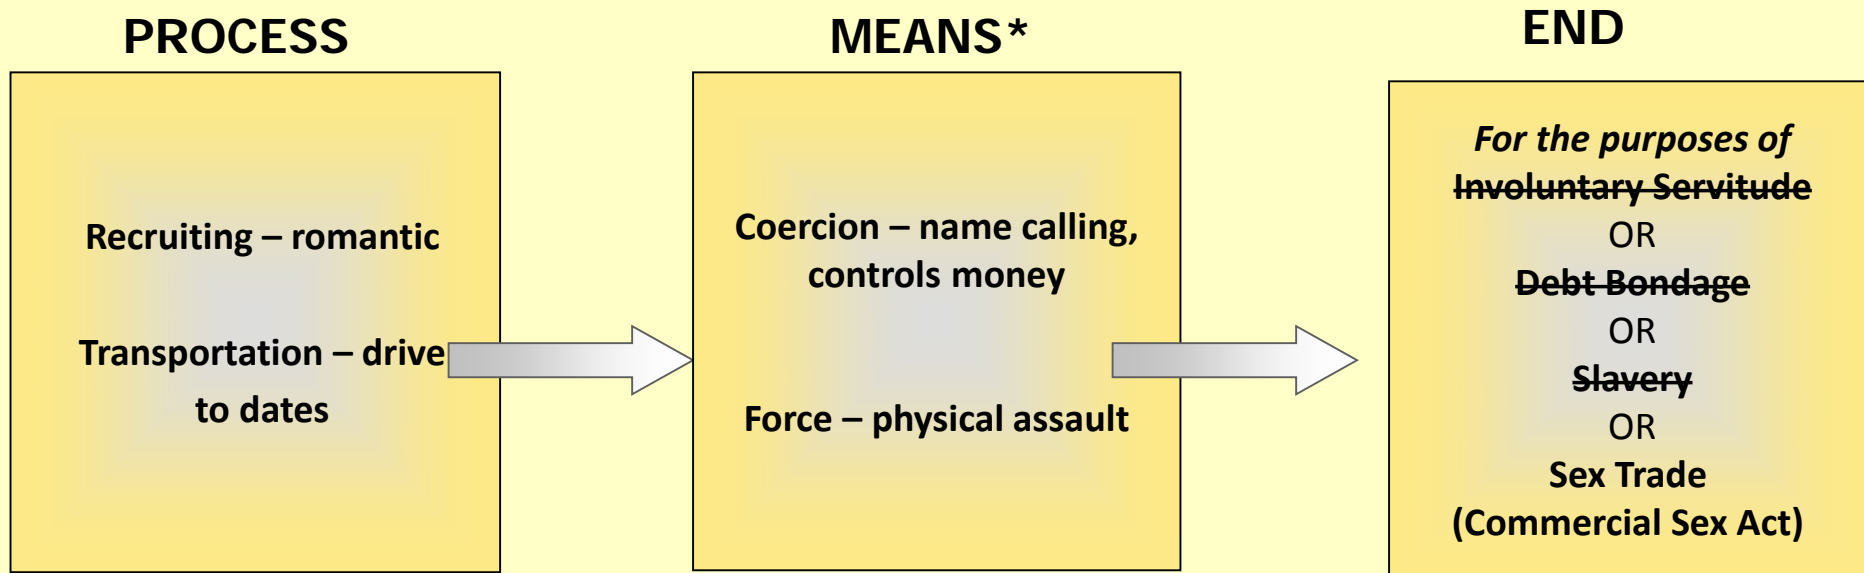 PROCESS
Recruiting – romantic
Transportation – drive
to dates
MEANS*
Coercion – name calling,
controls money
Force – physical assault
END
For the purposes of
Involuntary Servitude
OR
Debt Bondage
OR
Slavery
OR
Sex Trade
(Commercial Sex Act)